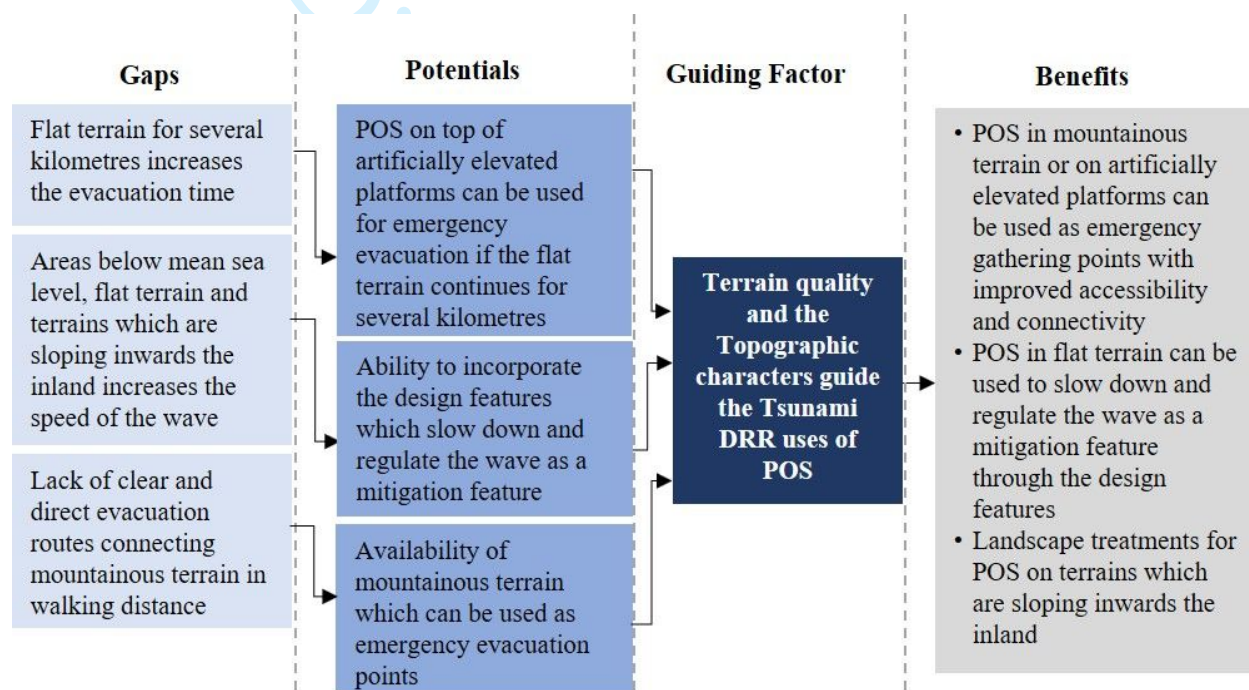 Gaps
Flat terrain for several
kilometres increases
the evacuation time
Areas below mean sea
level, flat terrain and
terrains which are
sloping inwards the
inland increases the
speed of the wave
Lack of clear and
direct evacuation
routes connecting
mountainous terrain in
walking distance
Potentials
POS on top of
artificially elevated
platforms can be used
for emergency
evacuation if the flat
terrain continues for
several kilometres
Ability to incorporate
the design features
which slow down and
regulate the wave as a
mitigation feature
Availability of
mountainous terrain
which can be used as
emergency evacuation
points
Guiding Factor
Terrain quality
and the
Topographic
characters guide
the Tsunami
DRR uses of
POS
Benefits
• POS in mountainous
terrain or on artificially
elevated platforms can
be used as emergency
gathering points with
improved accessibility
and connectivity
• POS in flat terrain can be
used to slow down and
regulate the wave as a
mitigation feature
through the design
features
• Landscape treatments for
POS on terrains which
are sloping inwards the
inland